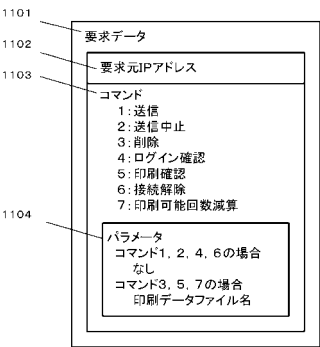 1101
要求データ
1102
要求元IPアドレス
1103
コマンド
1:送信
2:送信中止
3:削除
4:ログイン確認
5:印刷確認
6:接続解除
7:印刷可能回数減算
1104
パラメータ
コマンド1, 2, 4, 6の場合
なし
コマンド3, 5, 7の場合
印刷データファイル名